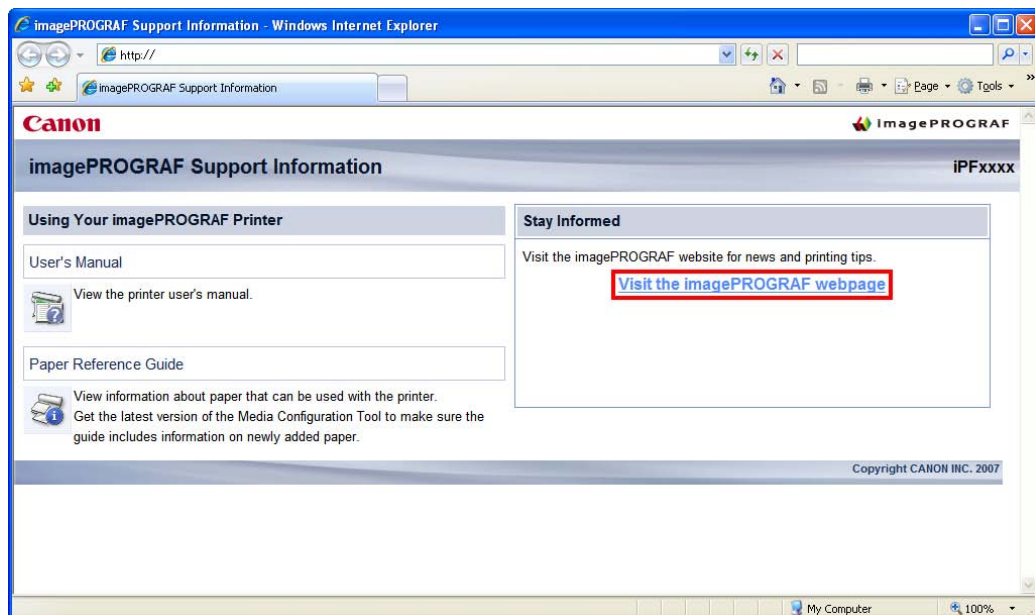 imagePROGRAF Support Information - Windows Internet Explorer
http://
imagePROGRAF Support Information
Page Tools »
Canon
imagePROGRAF
imagePROGRAF Support Information
iPFxxxx
Using Your imagePROGRAF Printer
User's Manual
View the printer user's manual.
Paper Reference Guide
View information about paper that can be used with the printer.
Get the latest version of the Media Configuration Tool to make sure the
guide includes information on newly added paper.
Stay Informed
Visit the imagePROGRAF website for news and printing tips.
Visit the imagePROGRAF webpage
Copyright CANON INC. 2007
My Computer
100%